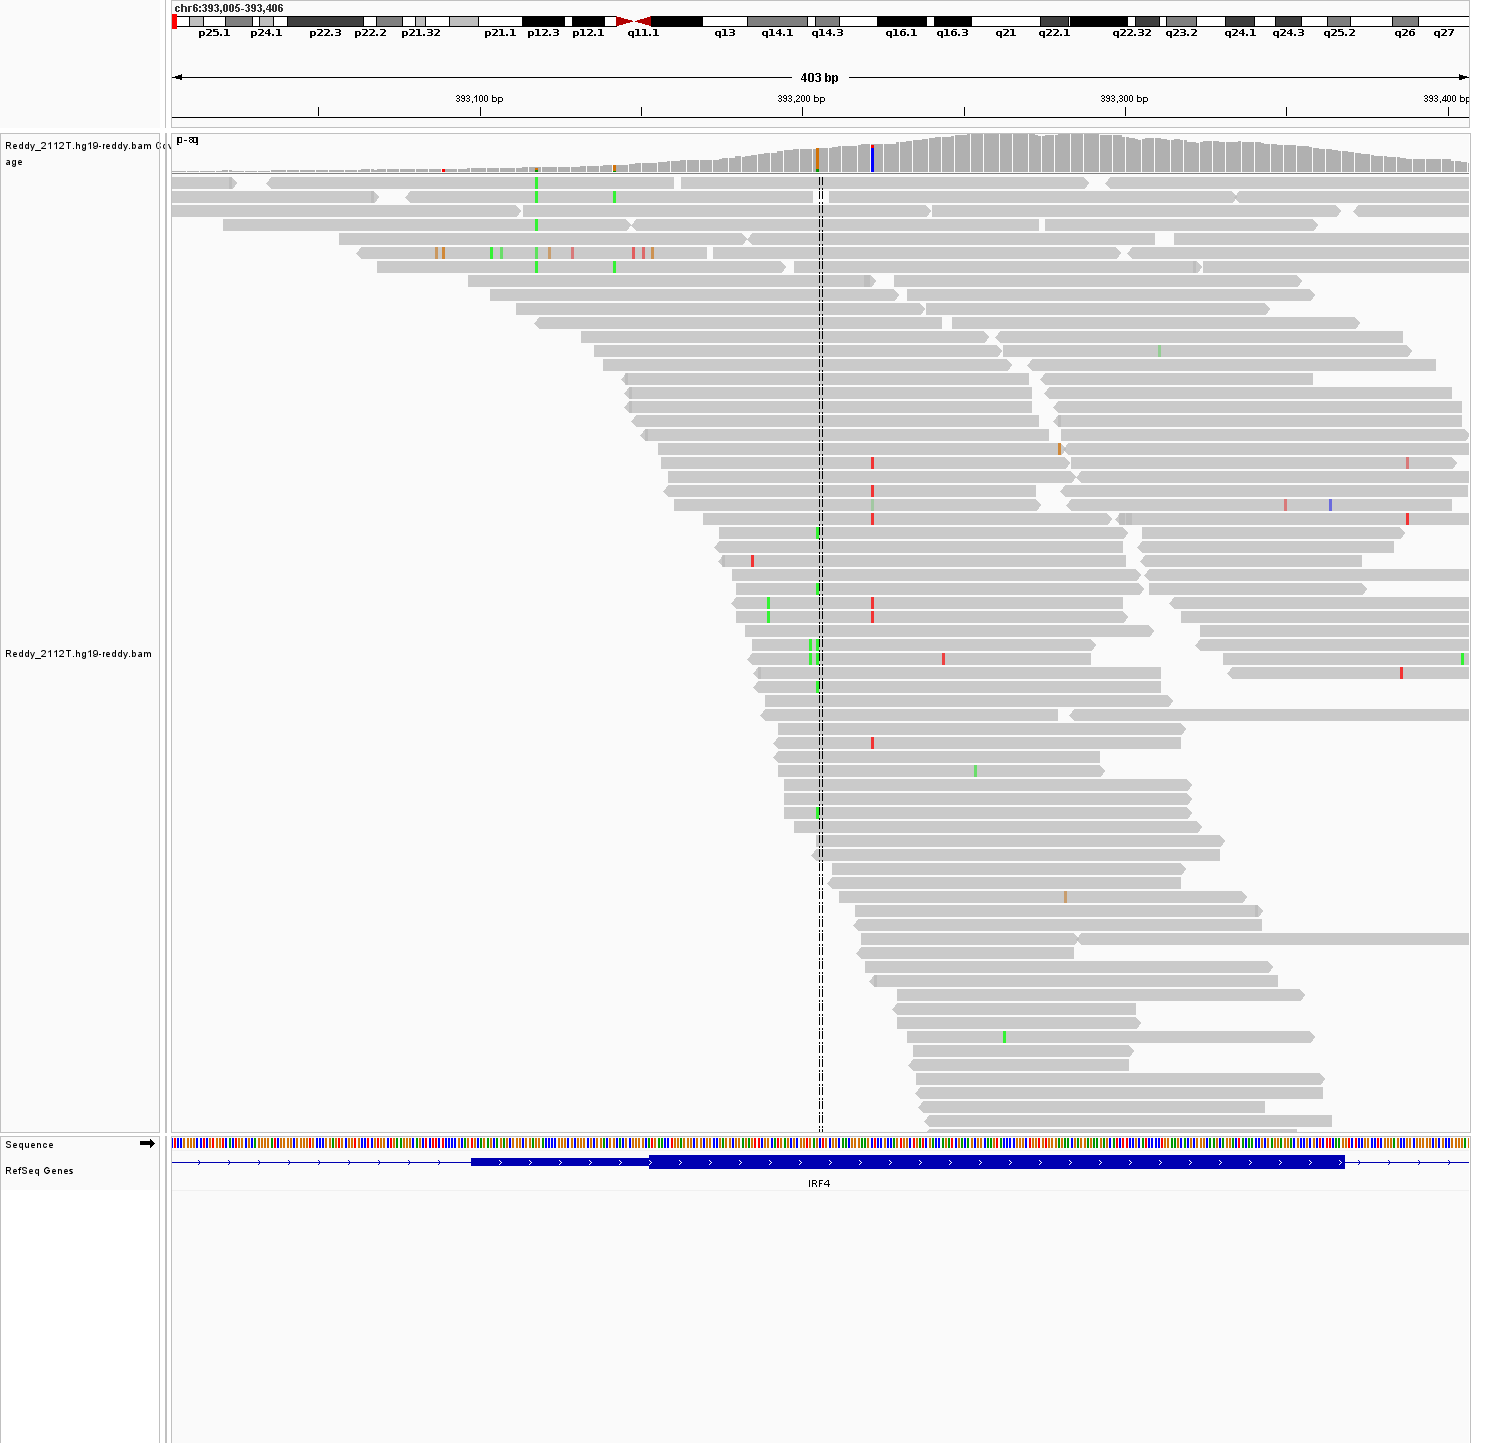 chr6:393,005-393,406
p25.1 p24.1 p22.3 p22.2 p21.32 p21.1 p12.3 p12.1 q11.1 q13 q14.1 q14.3 q16.1 q16.3 q21 q22.1 q22.32 q23.2 q24.1 q24.3 q25.2 q26 q27
403 bp
393,100 bp 393,200 bp 393,300 bp 393,400 bp
Reddy_2112T.hg19-reddy.bam Cov
age
[0 - 80]
Reddy_2112T.hg19-reddy.bam
Sequence
RefSeq Genes
IRF4